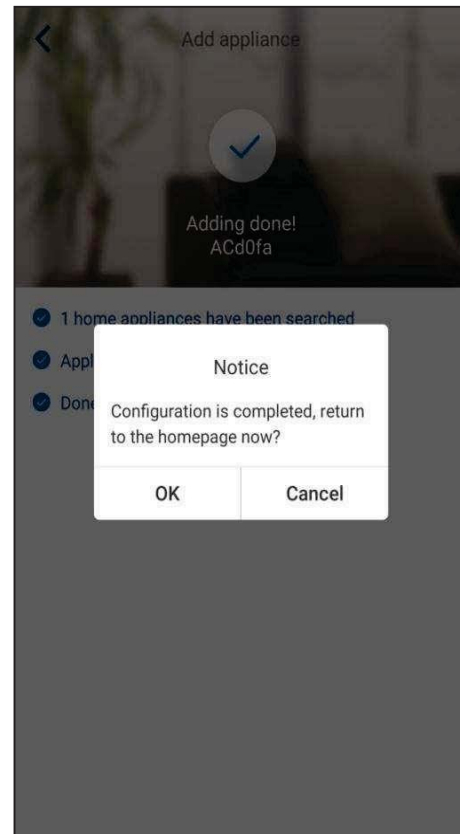 Add appliance
Adding done!
ACd0fa
1 home appliances have been searched
Appl
Done
Notice
Configuration is completed, return
to the homepage now?
OK Cancel